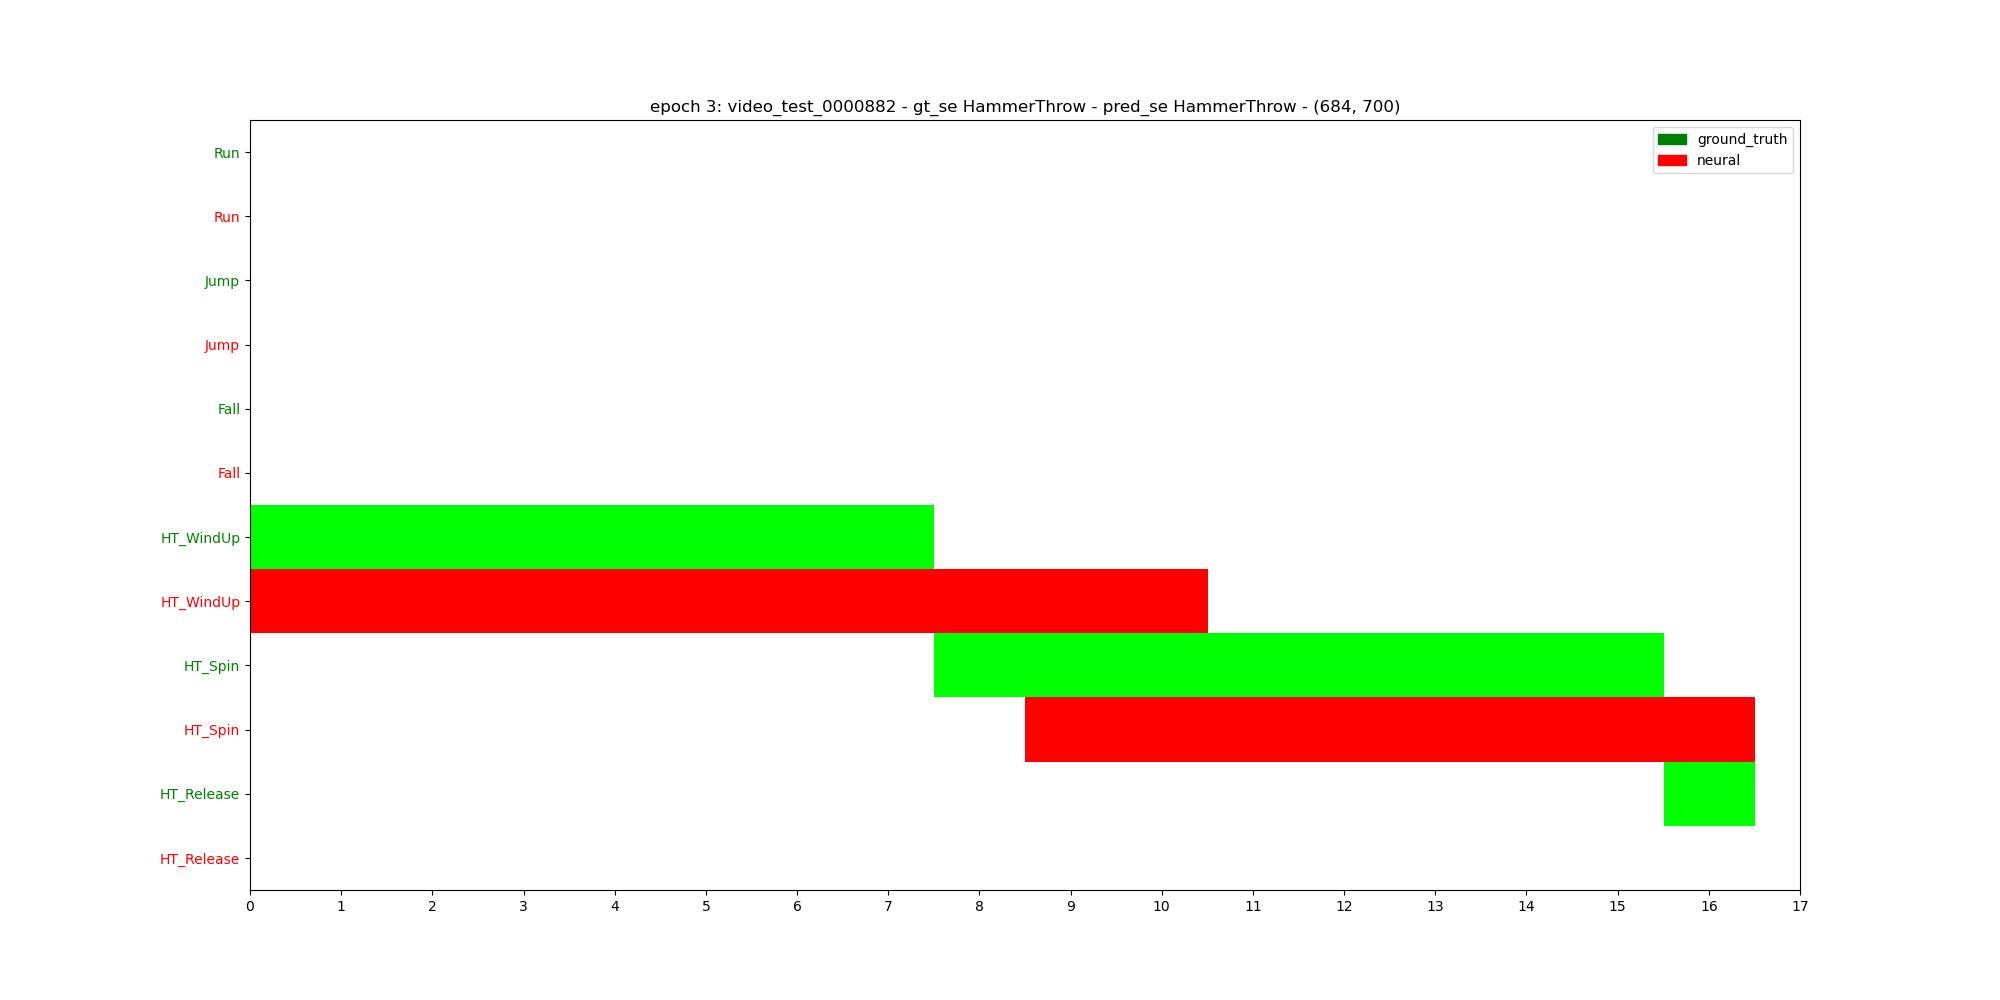 epoch 3: video_test_0000882 - gt_se HammerThrow - pred_se HammerThrow - (684, 700)
ground_truth
neural
Run
Run
Jump
Jump
Fall
Fall
HT_WindUp
HT_WindUp
HT_Spin
HT_Spin
HT_Release
HT_Release
0 1 2 3 4 5 6 7 8 9 10 11 12 13 14 15 16 17